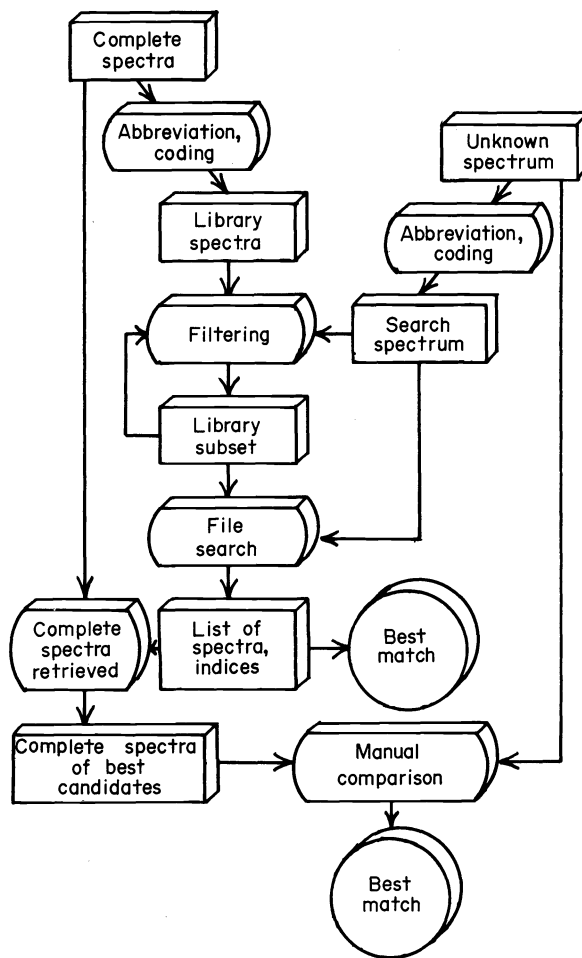 Complete
spectra
Abbreviation,
coding
Unknown
spectrum
Library
spectra
Abbreviation,
coding
Filtering
Search
spectrum
Library
subset
File
search
Complete
spectra
retrieved
List of
spectra,
indices
Best
match
Complete spectra
of best
candidates
Manual
comparison
Best
match